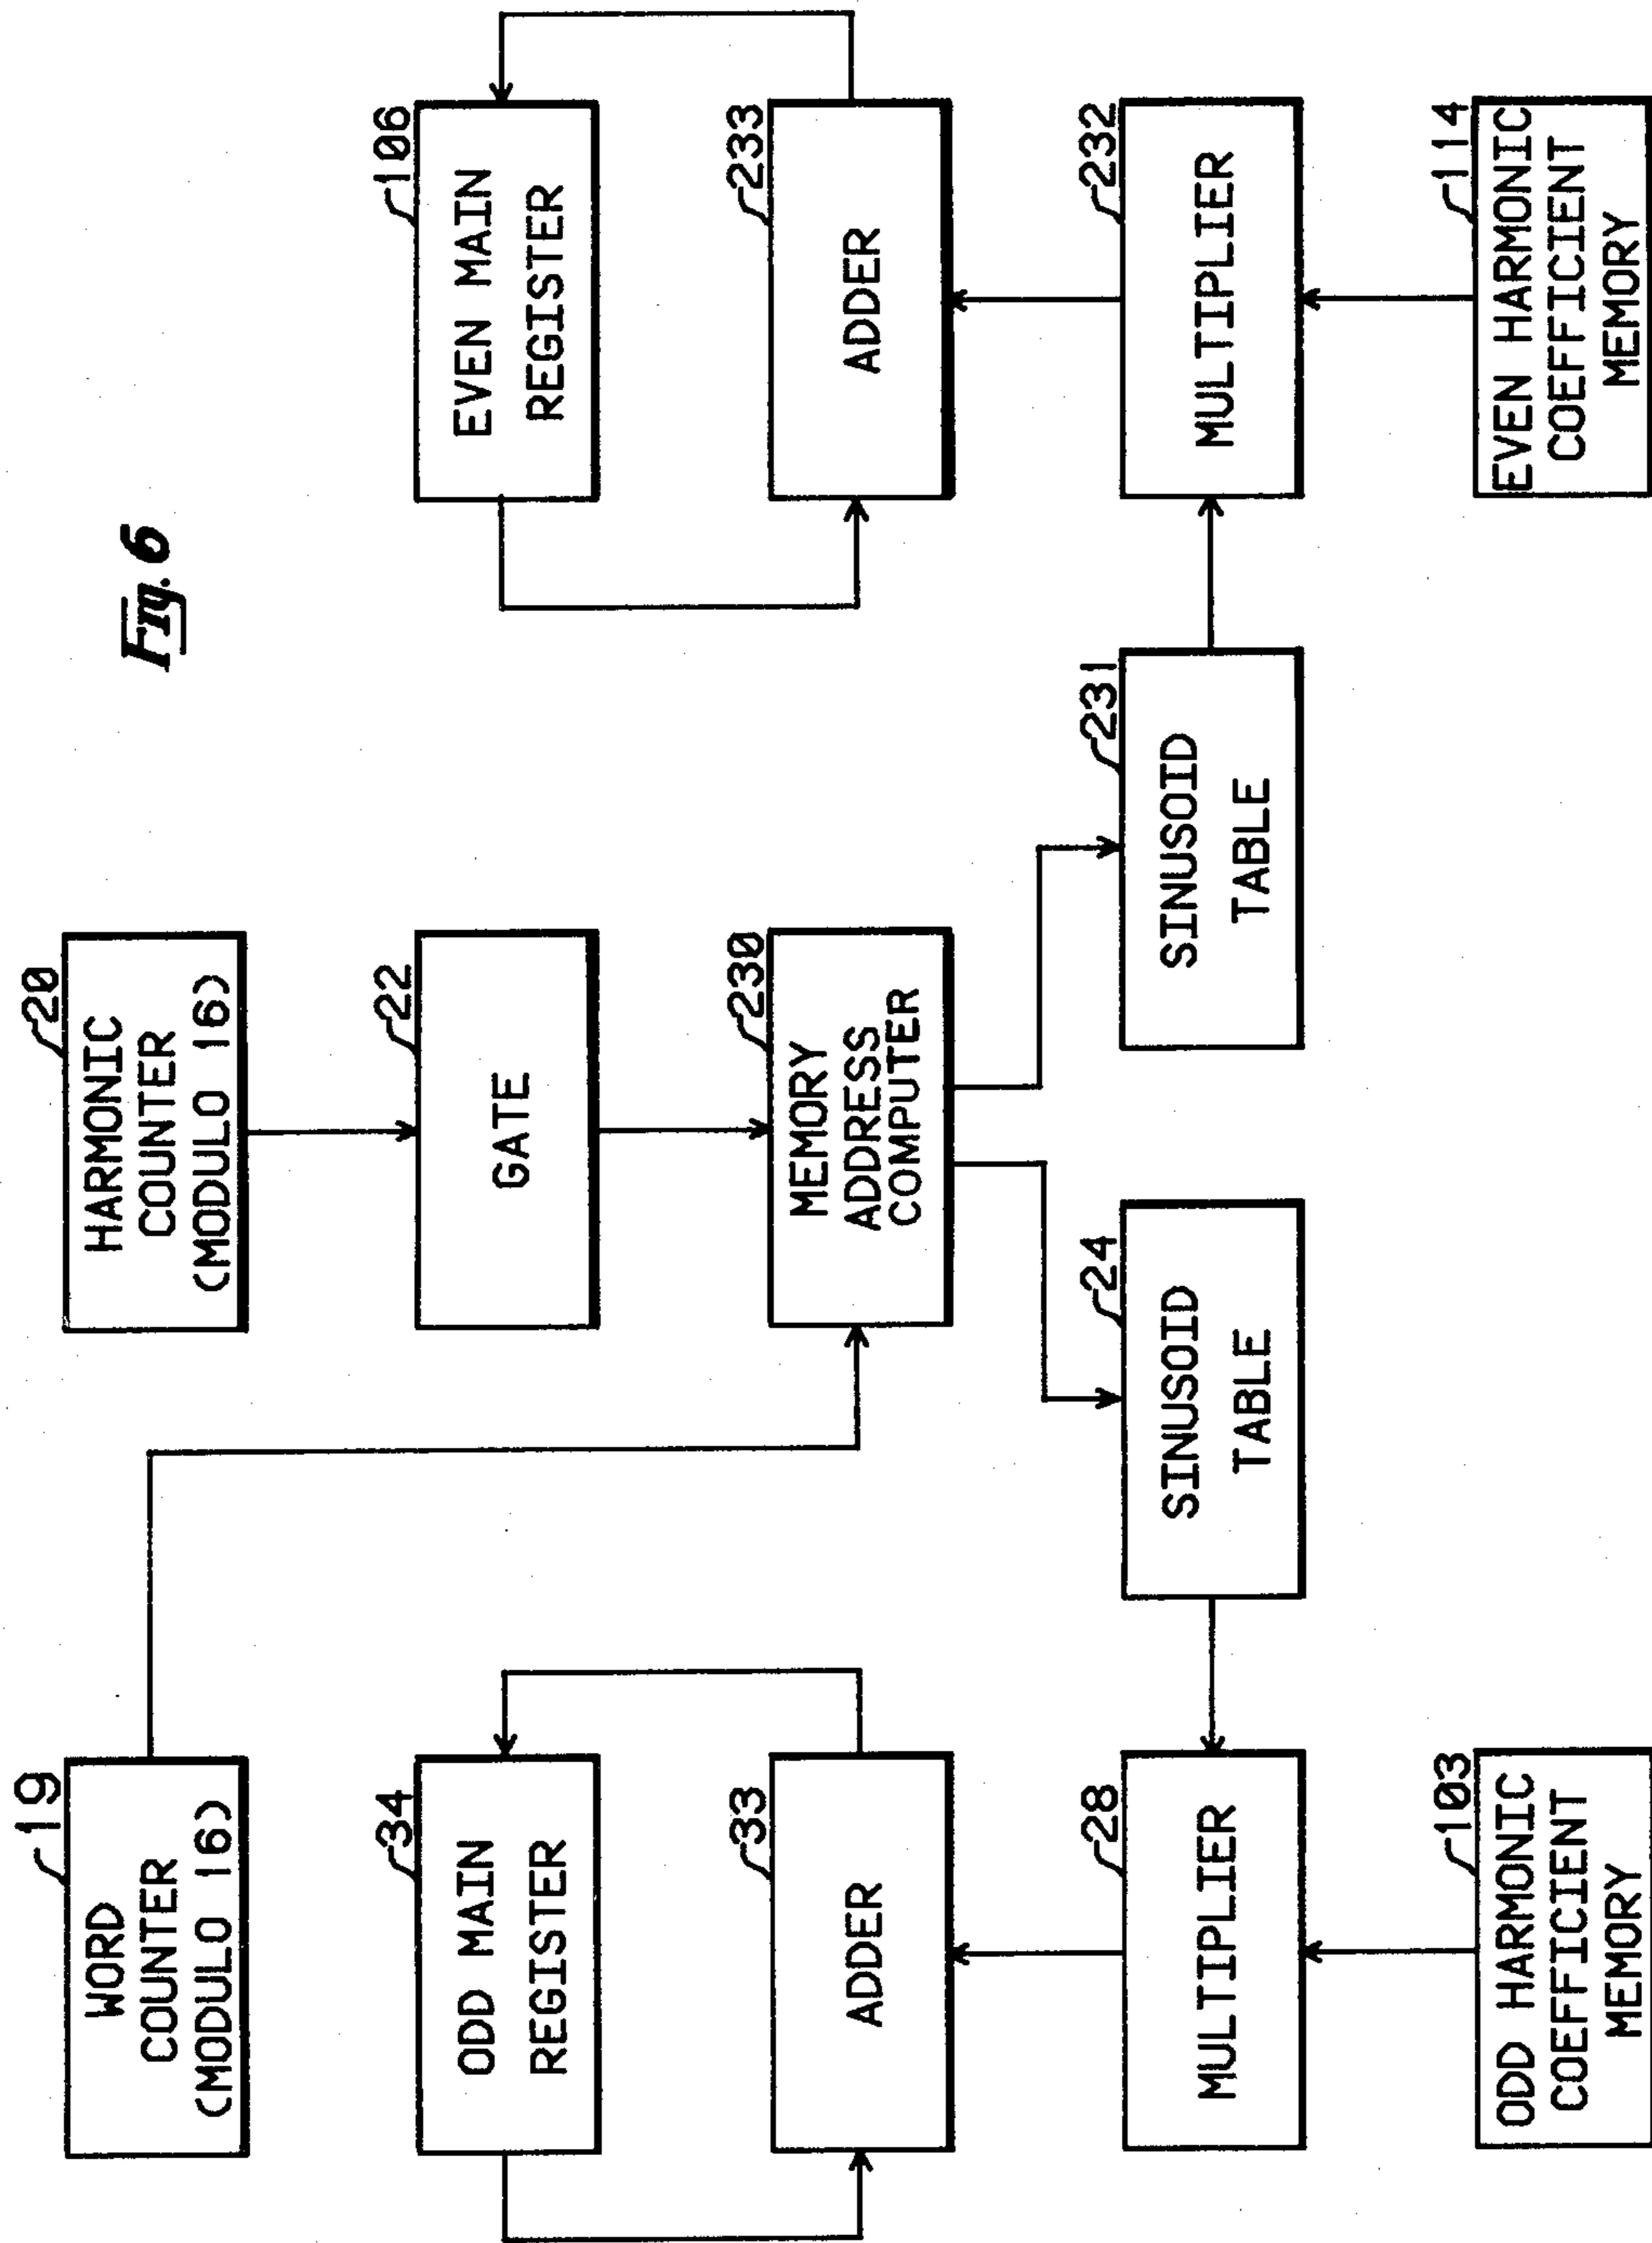 Fig. 6
19
WORD
COUNTER
(MODULO 16)
20
HARMONIC
COUNTER
(MODULO 16)
34
ODD MAIN
REGISTER
22
GATE
106
EVEN MAIN
REGISTER
33
ADDER
230
MEMORY
ADDRESS
COMPUTER
233
ADDER
28
MULTIPLIER
24
SINUSOID
TABLE
231
SINUSOID
TABLE
232
MULTIPLIER
103
ODD HARMONIC
COEFFICIENT
MEMORY
114
EVEN HARMONIC
COEFFICIENT
MEMORY